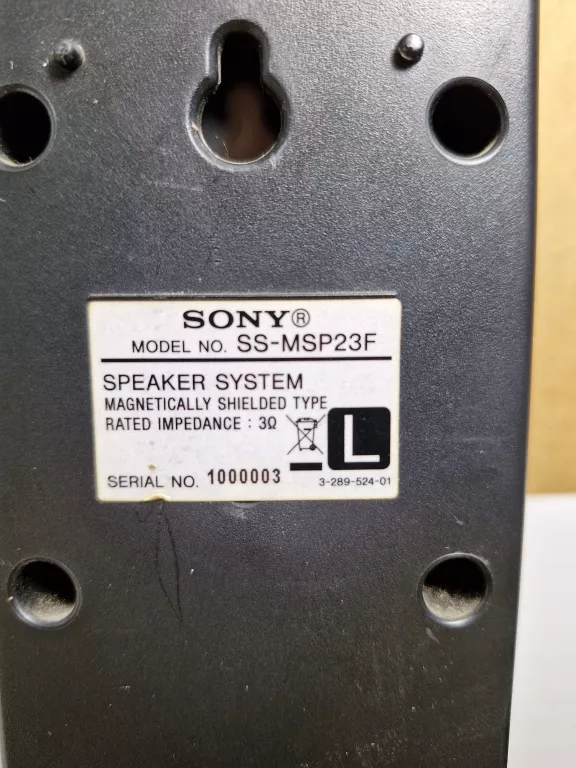 SONY®
MODEL NO. SS-MSP23F
SPEAKER SYSTEM
MAGNETICALLY SHIELDED TYPE
RATED IMPEDANCE : 3Ω
L
SERIAL NO. 1000003
3-289-524-01